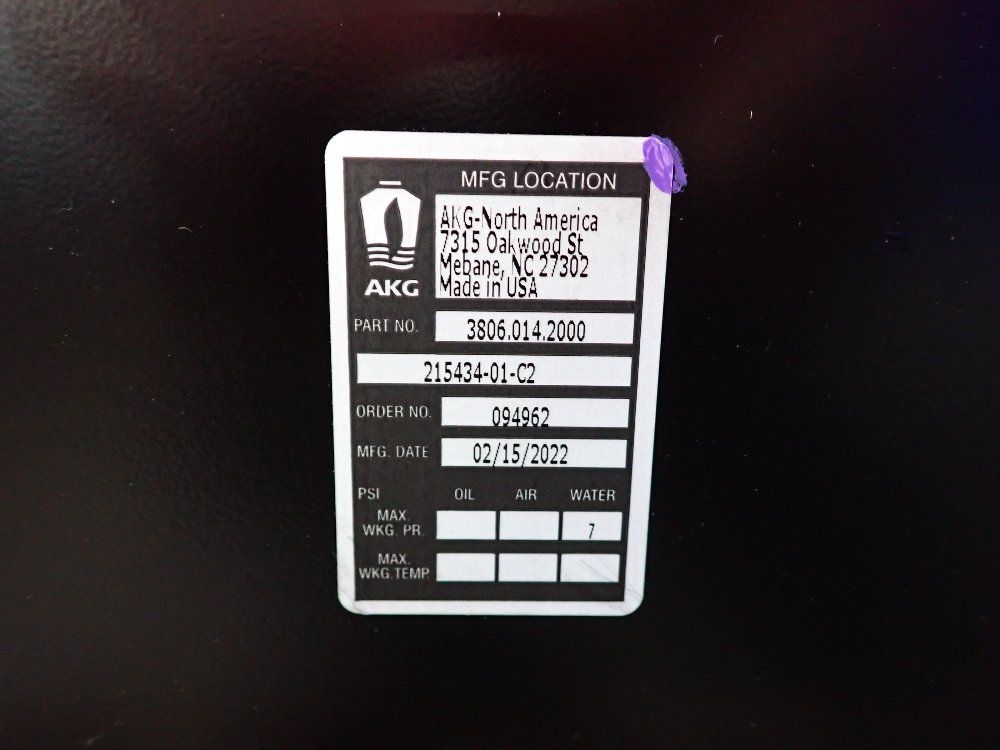 MFG LOCATION
AKG-North America
7315 Oakwood St
Mebane, NC 27302
Made in USA
AKG
PART NO. 3806.014.2000
215434-01-C2
ORDER NO. 094962
MFG. DATE 02/15/2022
PSI OIL AIR WATER
MAX.
WKG. PR. 7
MAX.
WKG.TEMP.